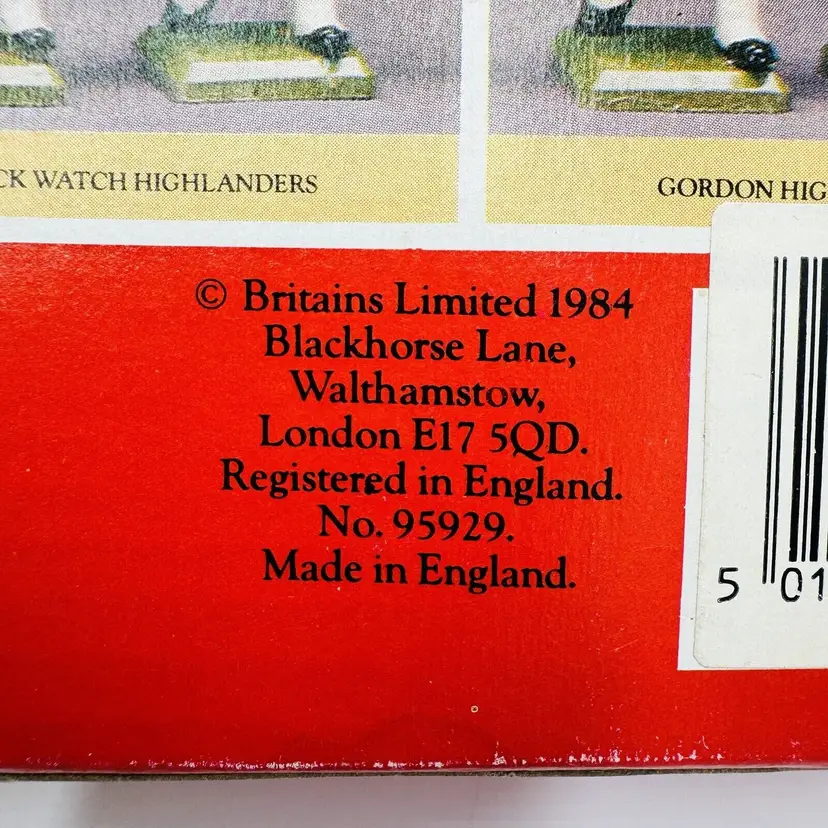 CK WATCH HIGHLANDERS
GORDON HIG
© Britains Limited 1984
Blackhorse Lane,
Walthamstow,
London E17 5QD.
Registered in England.
No. 95929.
Made in England.
5 01